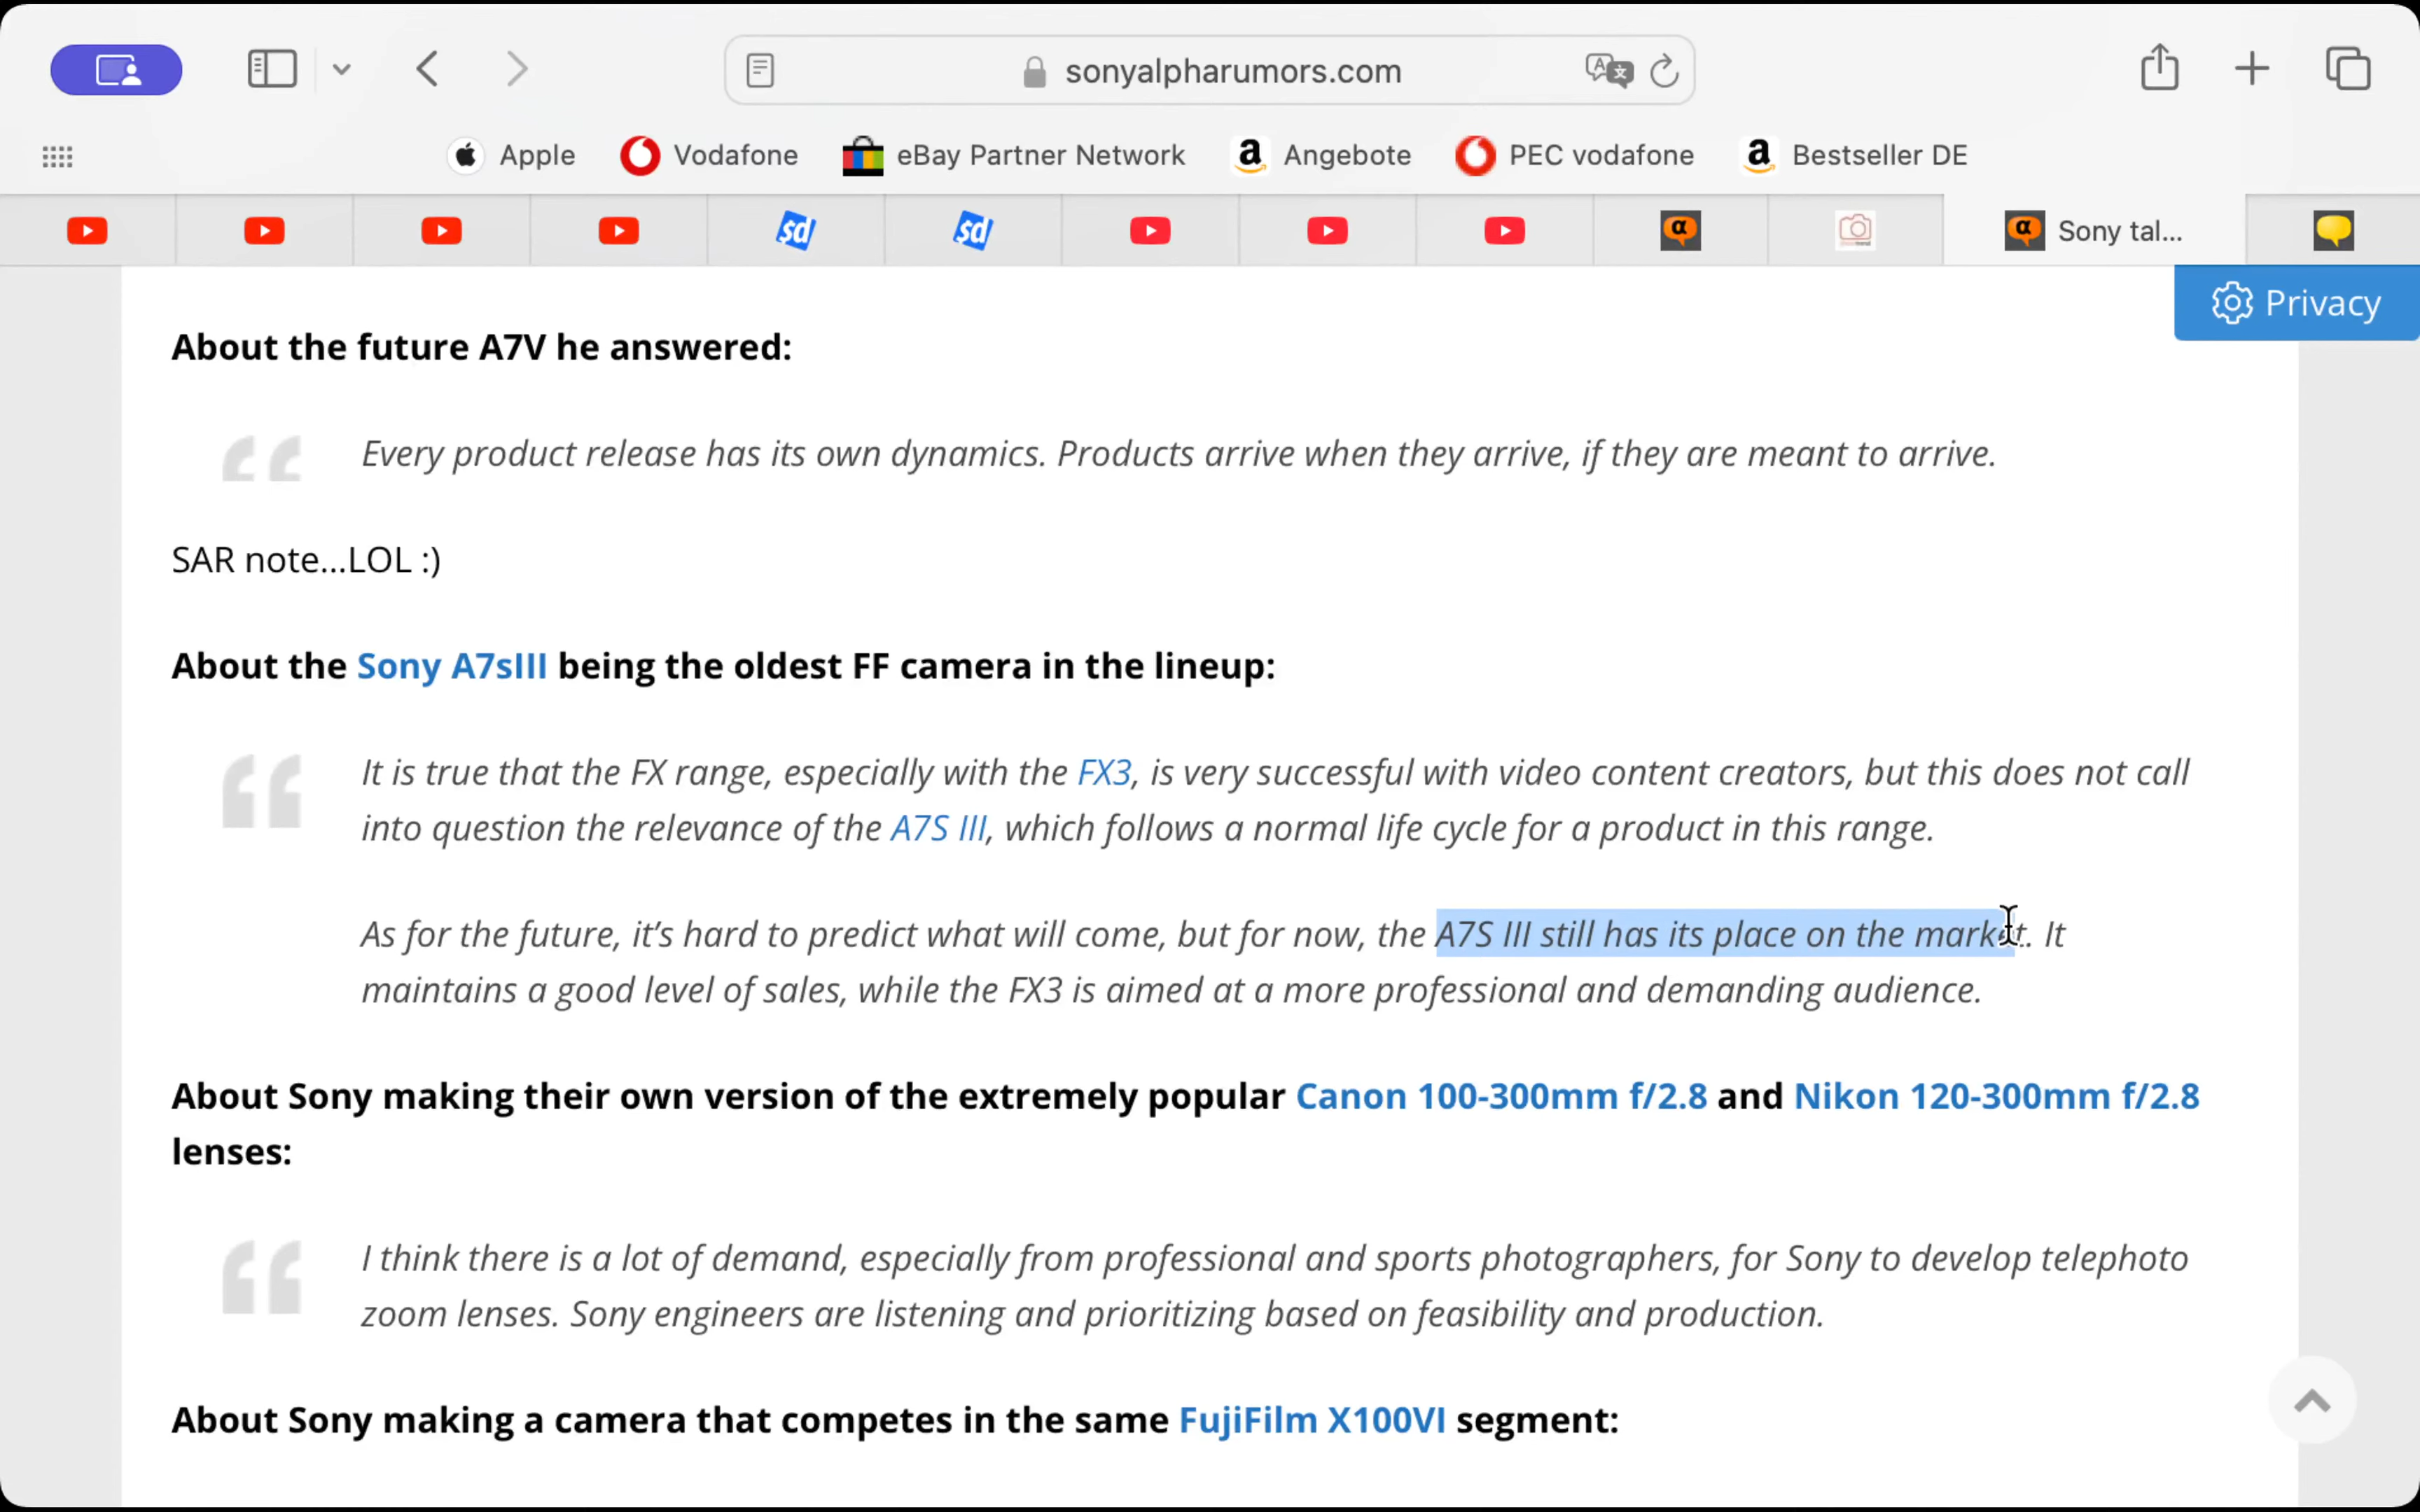 sonyalpharumors.com
Apple
Vodafone
eBay Partner Network
Angebote
PEC vodafone
Bestseller DE
Sony tal...
Privacy
About the future A7V he answered:
Every product release has its own dynamics. Products arrive when they arrive, if they are meant to arrive.
SAR note...LOL :)
About the Sony A7sIII being the oldest FF camera in the lineup:
It is true that the FX range, especially with the FX3, is very successful with video content creators, but this does not call
into question the relevance of the A7S III, which follows a normal life cycle for a product in this range.
As for the future, it's hard to predict what will come, but for now, the A7S III still has its place on the market. It
maintains a good level of sales, while the FX3 is aimed at a more professional and demanding audience.
About Sony making their own version of the extremely popular Canon 100-300mm f/2.8 and Nikon 120-300mm f/2.8
lenses:
I think there is a lot of demand, especially from professional and sports photographers, for Sony to develop telephoto
zoom lenses. Sony engineers are listening and prioritizing based on feasibility and production.
About Sony making a camera that competes in the same FujiFilm X100VI segment: